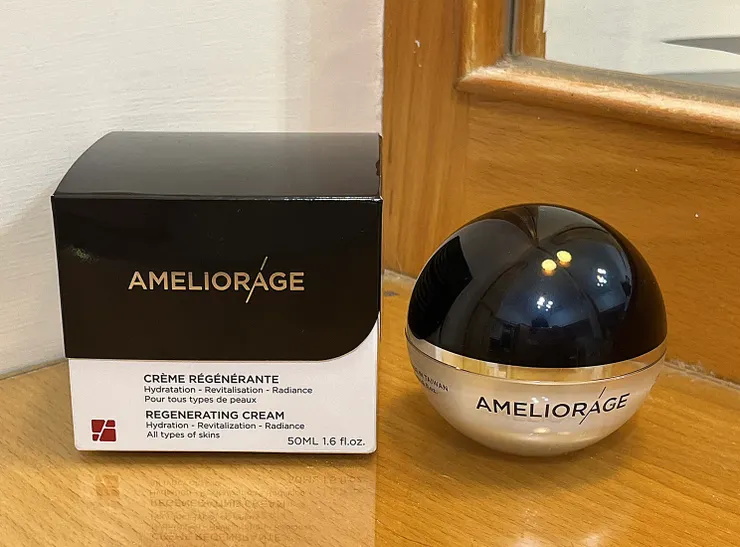 AMELIORAGE
CRÈME RÉGÉNÉRANTE
Hydratation - Revitalisation - Radiance
Pour tous types de peaux
REGENERATING CREAM
Hydration - Revitalization - Radiance
All types of skins
50ML 1.6 fl.oz.
TAIWAN
AMELIORAGE